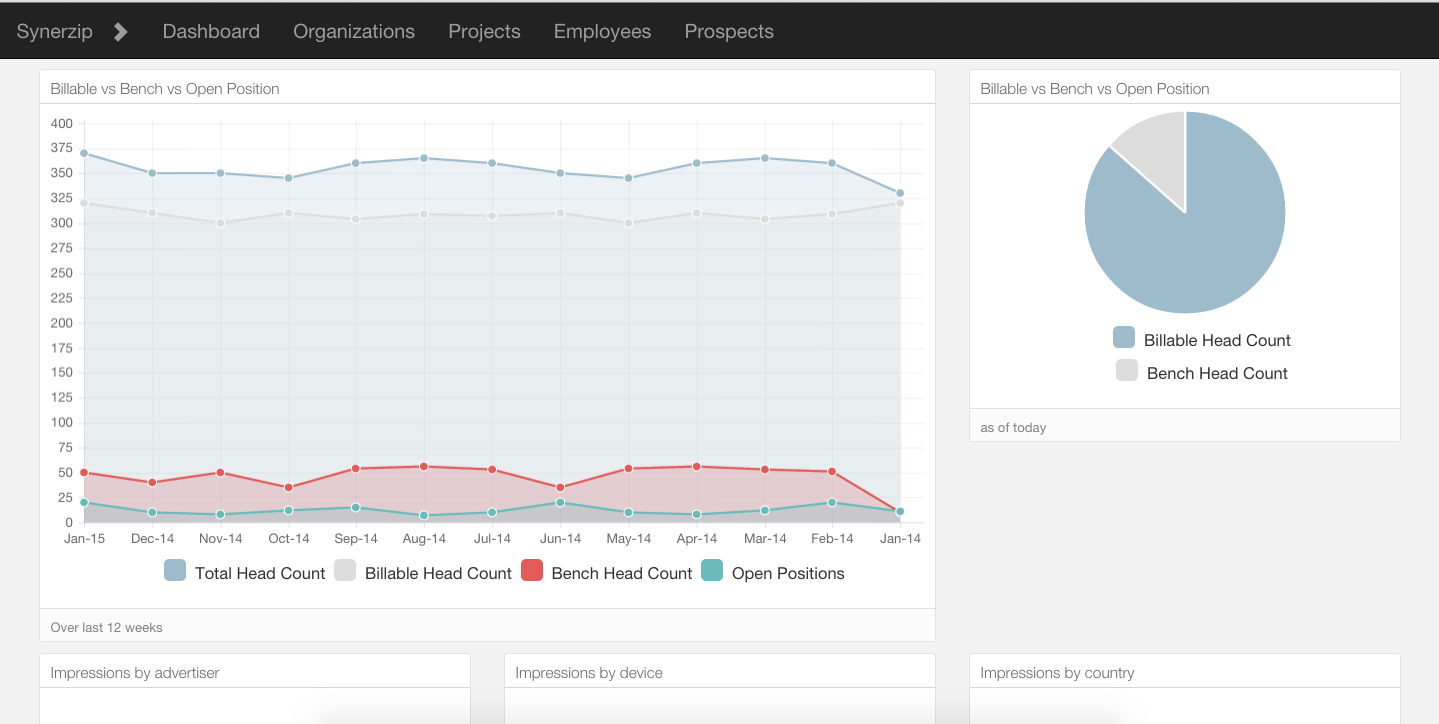 Synerzip Dashboard Organizations Projects Employees Prospects
Billable vs Bench vs Open Position
400
375
350
325
300
275
250
225
200
175
150
125
100
75
50
25
0
Jan-15 Dec-14 Nov-14 Oct-14 Sep-14 Aug-14 Jul-14 Jun-14 May-14 Apr-14 Mar-14 Feb-14 Jan-14
Total Head Count Billable Head Count Bench Head Count Open Positions
Over last 12 weeks
Billable vs Bench vs Open Position
Billable Head Count
Bench Head Count
as of today
Impressions by advertiser
Impressions by device
Impressions by country